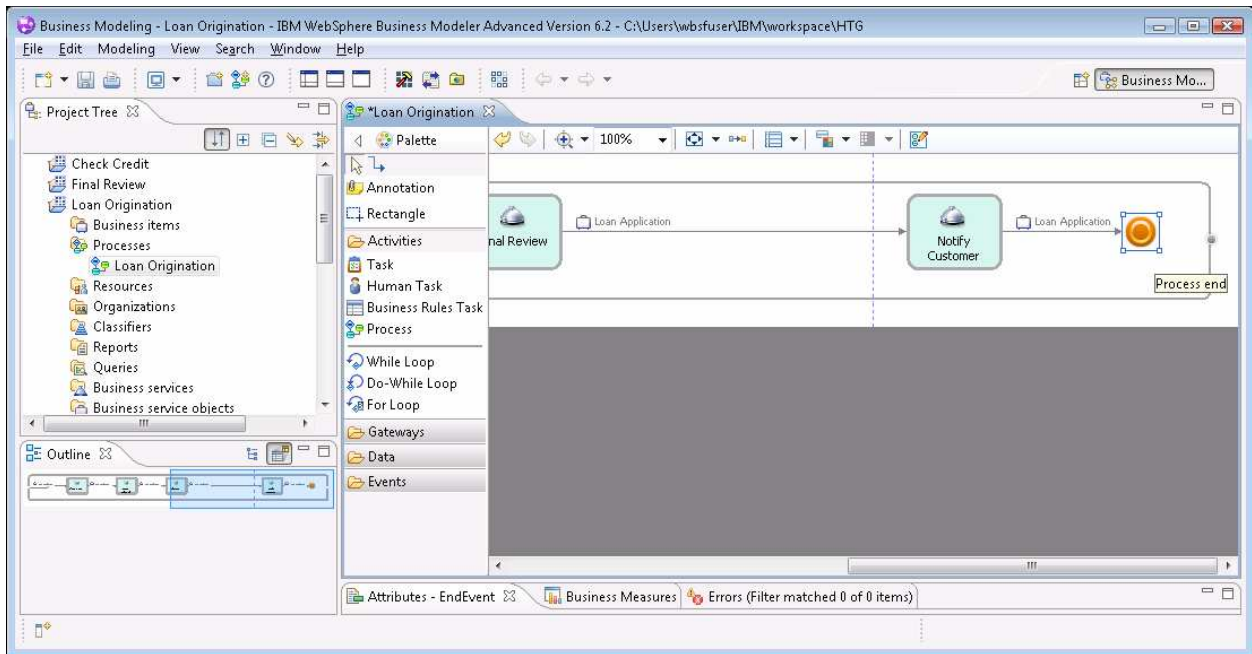 Business Modeling - Loan Origination - IBM WebSphere Business Modeler Advanced Version 6.2 - C:\Users\wbsfuser\IBM\workspace\HTG
File Edit Modeling View Search Window Help
Business Mo...
Project Tree
Check Credit
Final Review
Loan Origination
Business items
Processes
Loan Origination
Resources
Organizations
Classifiers
Reports
Queries
Business services
Business service objects
Outline
*Loan Origination
Palette
100%
Annotation
Rectangle
Activities
Task
Human Task
Business Rules Task
Process
While Loop
Do-While Loop
For Loop
Gateways
Data
Events
nal Review
Loan Application
Notify
Customer
Loan Application
Process end
Attributes - EndEvent
Business Measures
Errors (Filter matched 0 of 0 items)